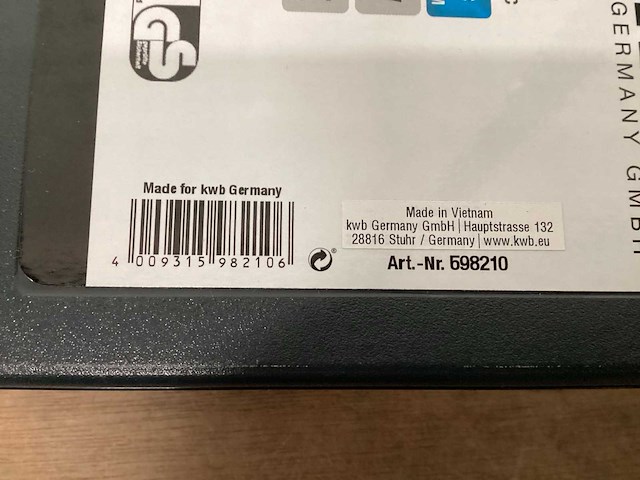 Made for kwb Germany
4 009315 982106
Made in Vietnam
kwb Germany GmbH | Hauptstrasse 132
28816 Stuhr / Germany | www.kwb.eu
Art.-Nr. 598210
GERMANY GMBH
GS